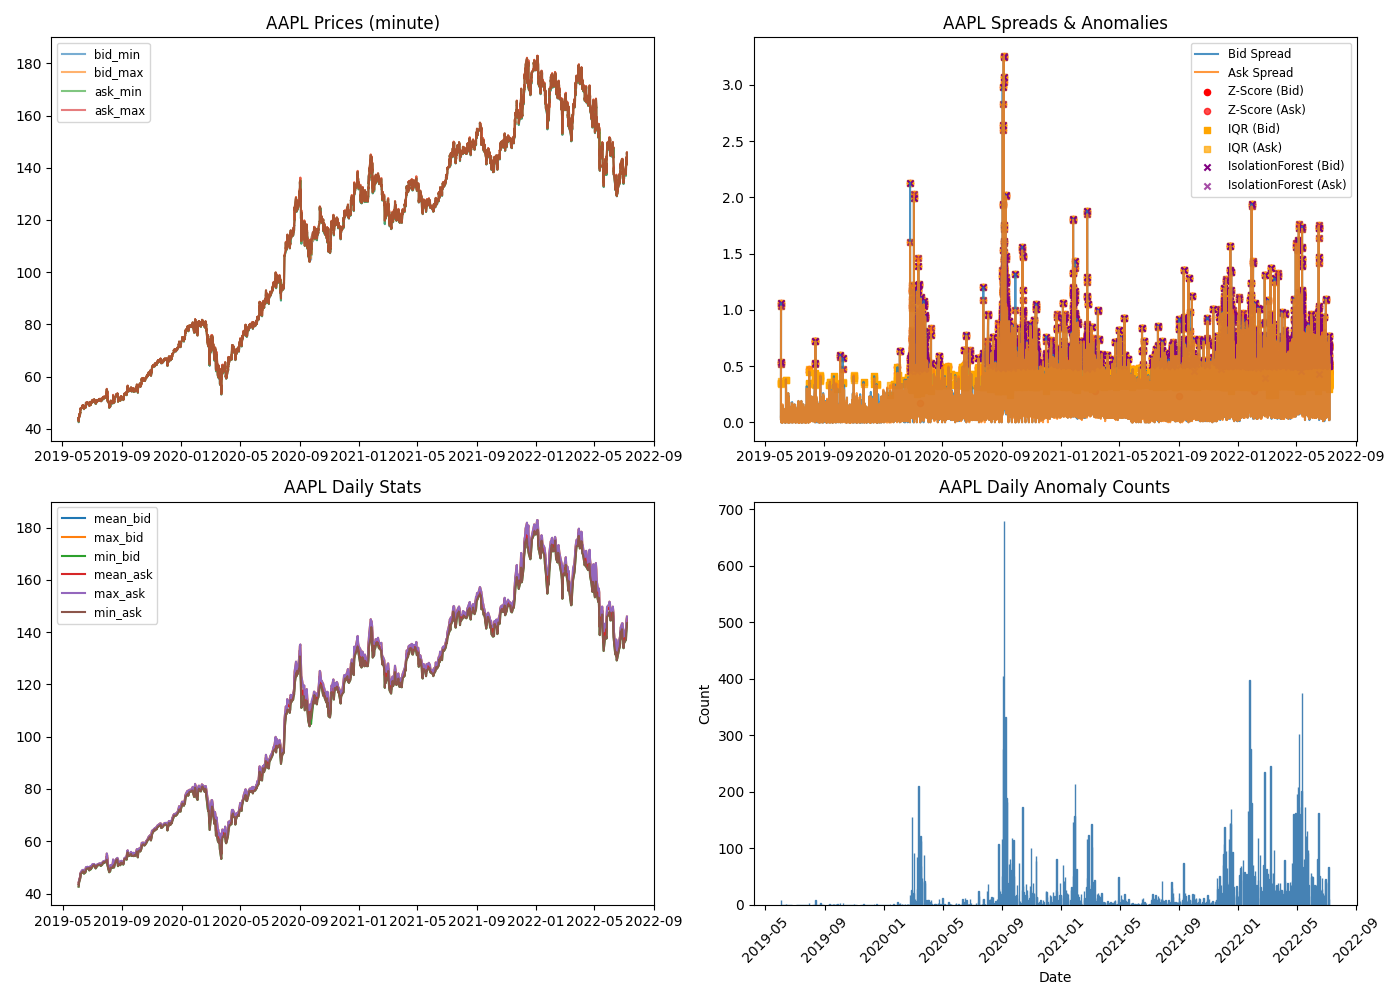 AAPL Prices (minute)
bid_min
bid_max
ask_min
ask_max
180
160
140
120
100
80
60
40
2019-05 2019-09 2020-01 2020-05 2020-09 2021-01 2021-05 2021-09 2022-01 2022-05 2022-09
AAPL Spreads & Anomalies
Bid Spread
Ask Spread
Z-Score (Bid)
Z-Score (Ask)
IQR (Bid)
IQR (Ask)
IsolationForest (Bid)
IsolationForest (Ask)
3.0
2.5
2.0
1.5
1.0
0.5
0.0
2019-05 2019-09 2020-01 2020-05 2020-09 2021-01 2021-05 2021-09 2022-01 2022-05 2022-09
AAPL Daily Stats
mean_bid
max_bid
min_bid
mean_ask
max_ask
min_ask
180
160
140
120
100
80
60
40
2019-05 2019-09 2020-01 2020-05 2020-09 2021-01 2021-05 2021-09 2022-01 2022-05 2022-09
AAPL Daily Anomaly Counts
700
600
500
400
300
200
100
0
Count
2019-05 2019-09 2020-01 2020-05 2020-09 2021-01 2021-05 2021-09 2022-01 2022-05 2022-09
Date